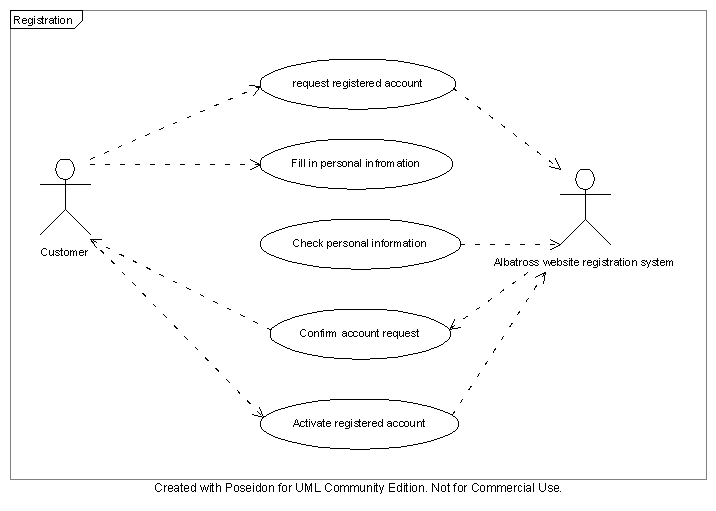 Registration
request registered account
Fill in personal infromation
Check personal information
Customer
Albatross website registration system
Confirm account request
Activate registered account
Created with Poseidon for UML Community Edition. Not for Commercial Use.